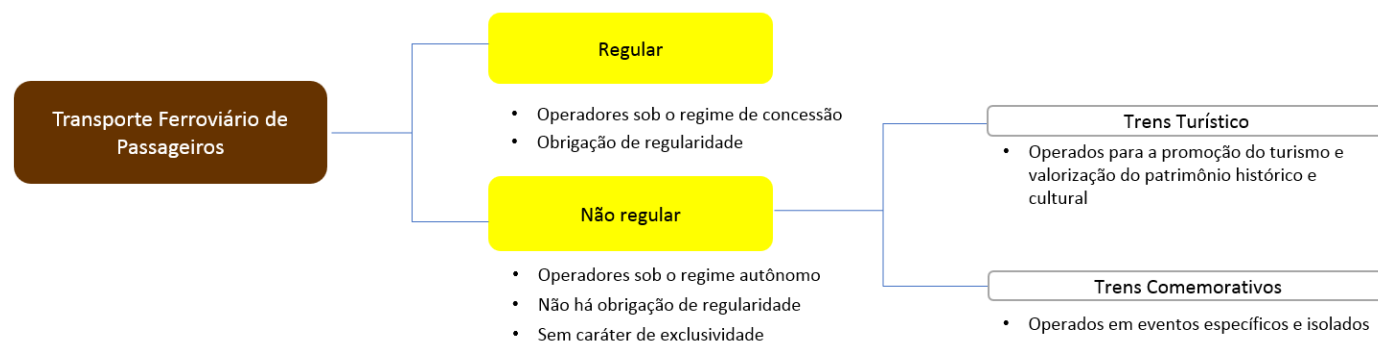 Transporte Ferroviário de
Passageiros
Regular
• Operadores sob o regime de concessão
• Obrigação de regularidade
Não regular
• Operadores sob o regime autônomo
• Não há obrigação de regularidade
• Sem caráter de exclusividade
Trens Turístico
• Operados para a promoção do turismo e
valorização do patrimônio histórico e
cultural
Trens Comemorativos
• Operados em eventos específicos e isolados